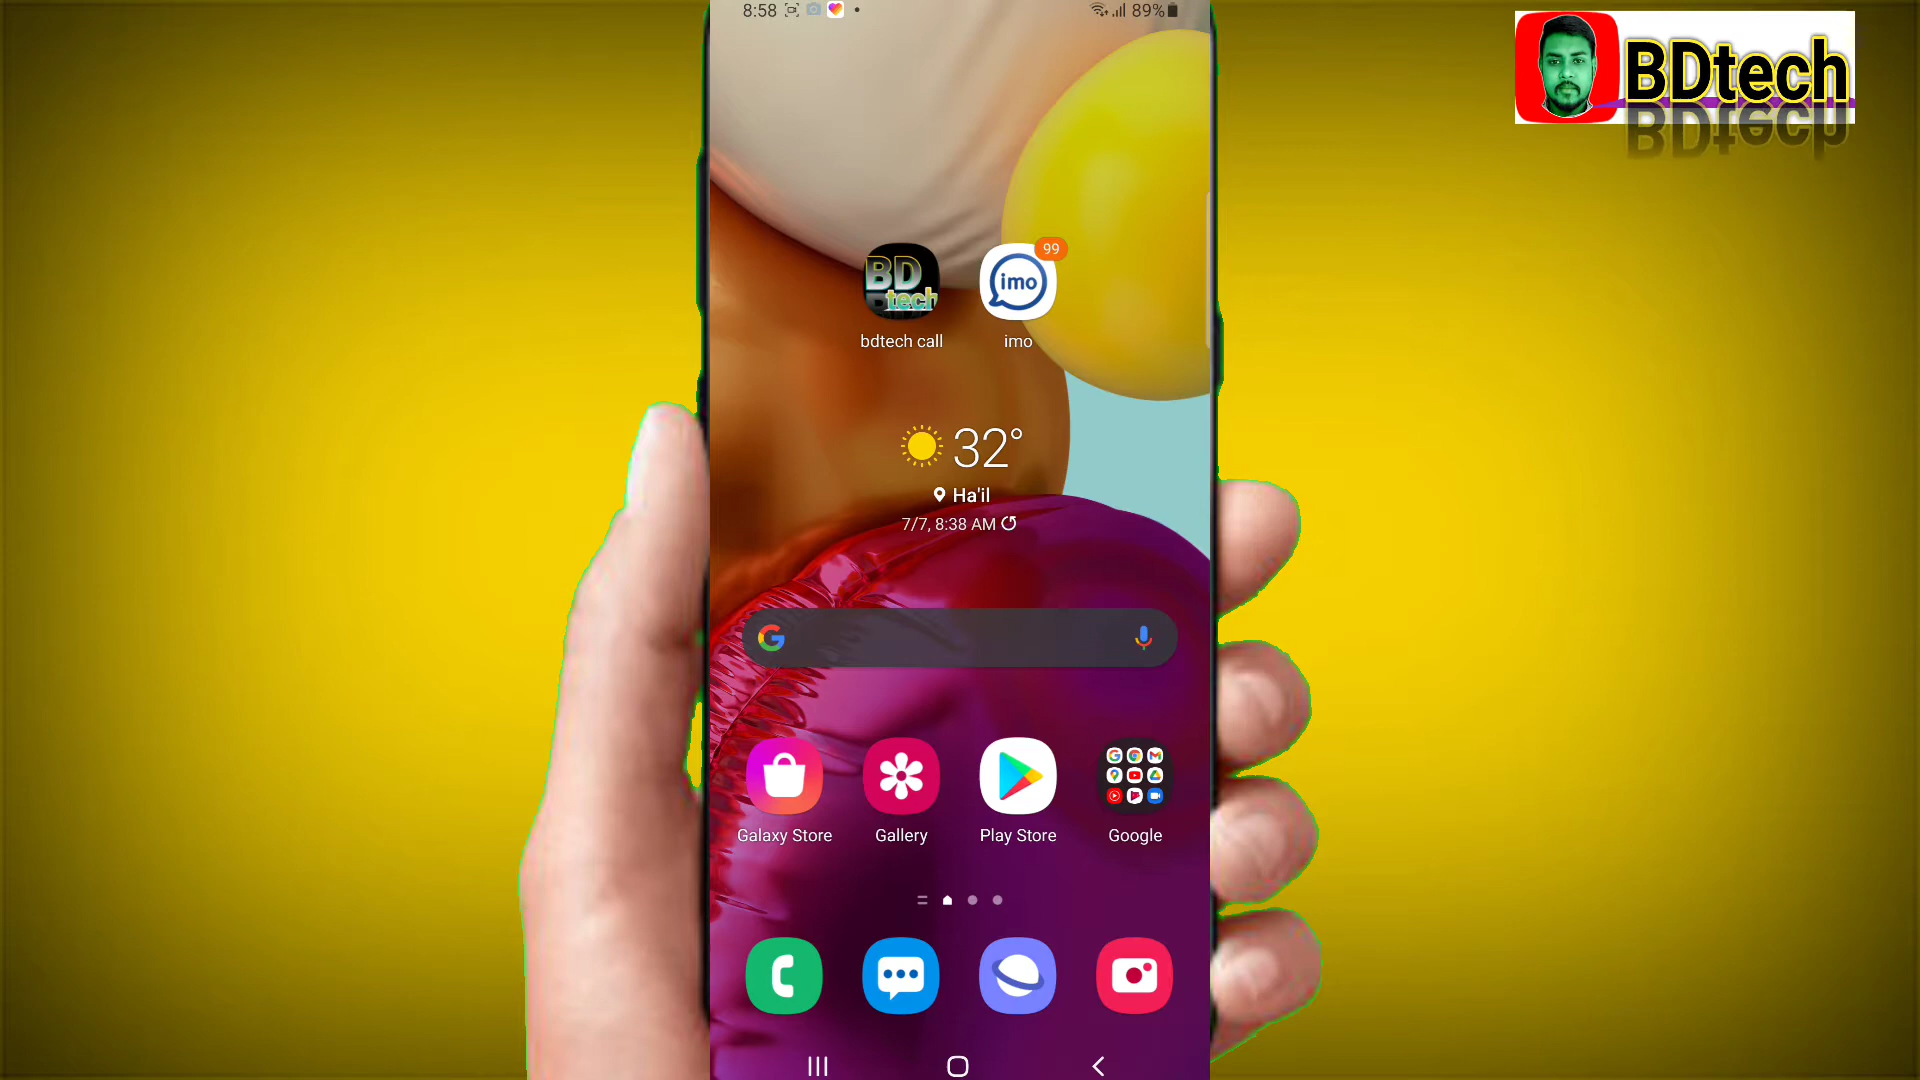 8:58
89%
BDtech
BD
tech
imo
99
bdtech call
imo
32°
Ha'il
7/7, 8:38 AM
Galaxy Store
Gallery
Play Store
Google